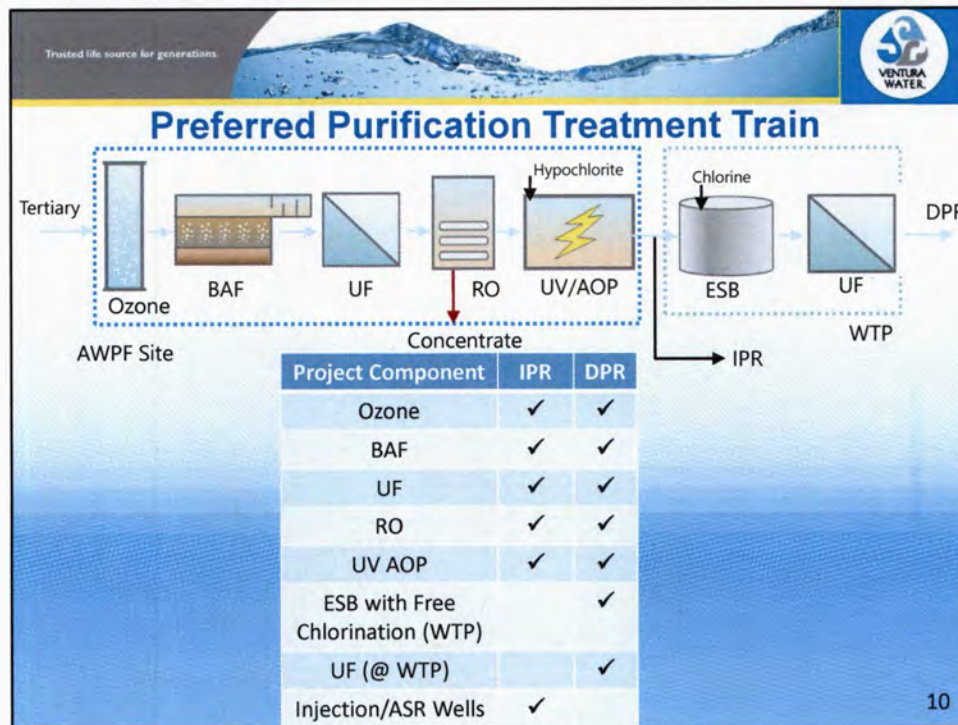 Trusted life source for generations.
VENTURA
WATER
Preferred Purification Treatment Train
Tertiary
Hypochlorite
Chlorine
DPR
Ozone
BAF
UF
RO
UV/AOP
ESB
UF
AWPF Site
Concentrate
WTP
IPR
Project Component IPR DPR
Ozone ✓ ✓
BAF ✓ ✓
UF ✓ ✓
RO ✓ ✓
UV AOP ✓ ✓
ESB with Free
Chlorination (WTP) ✓
UF (@ WTP) ✓
Injection/ASR Wells ✓
10